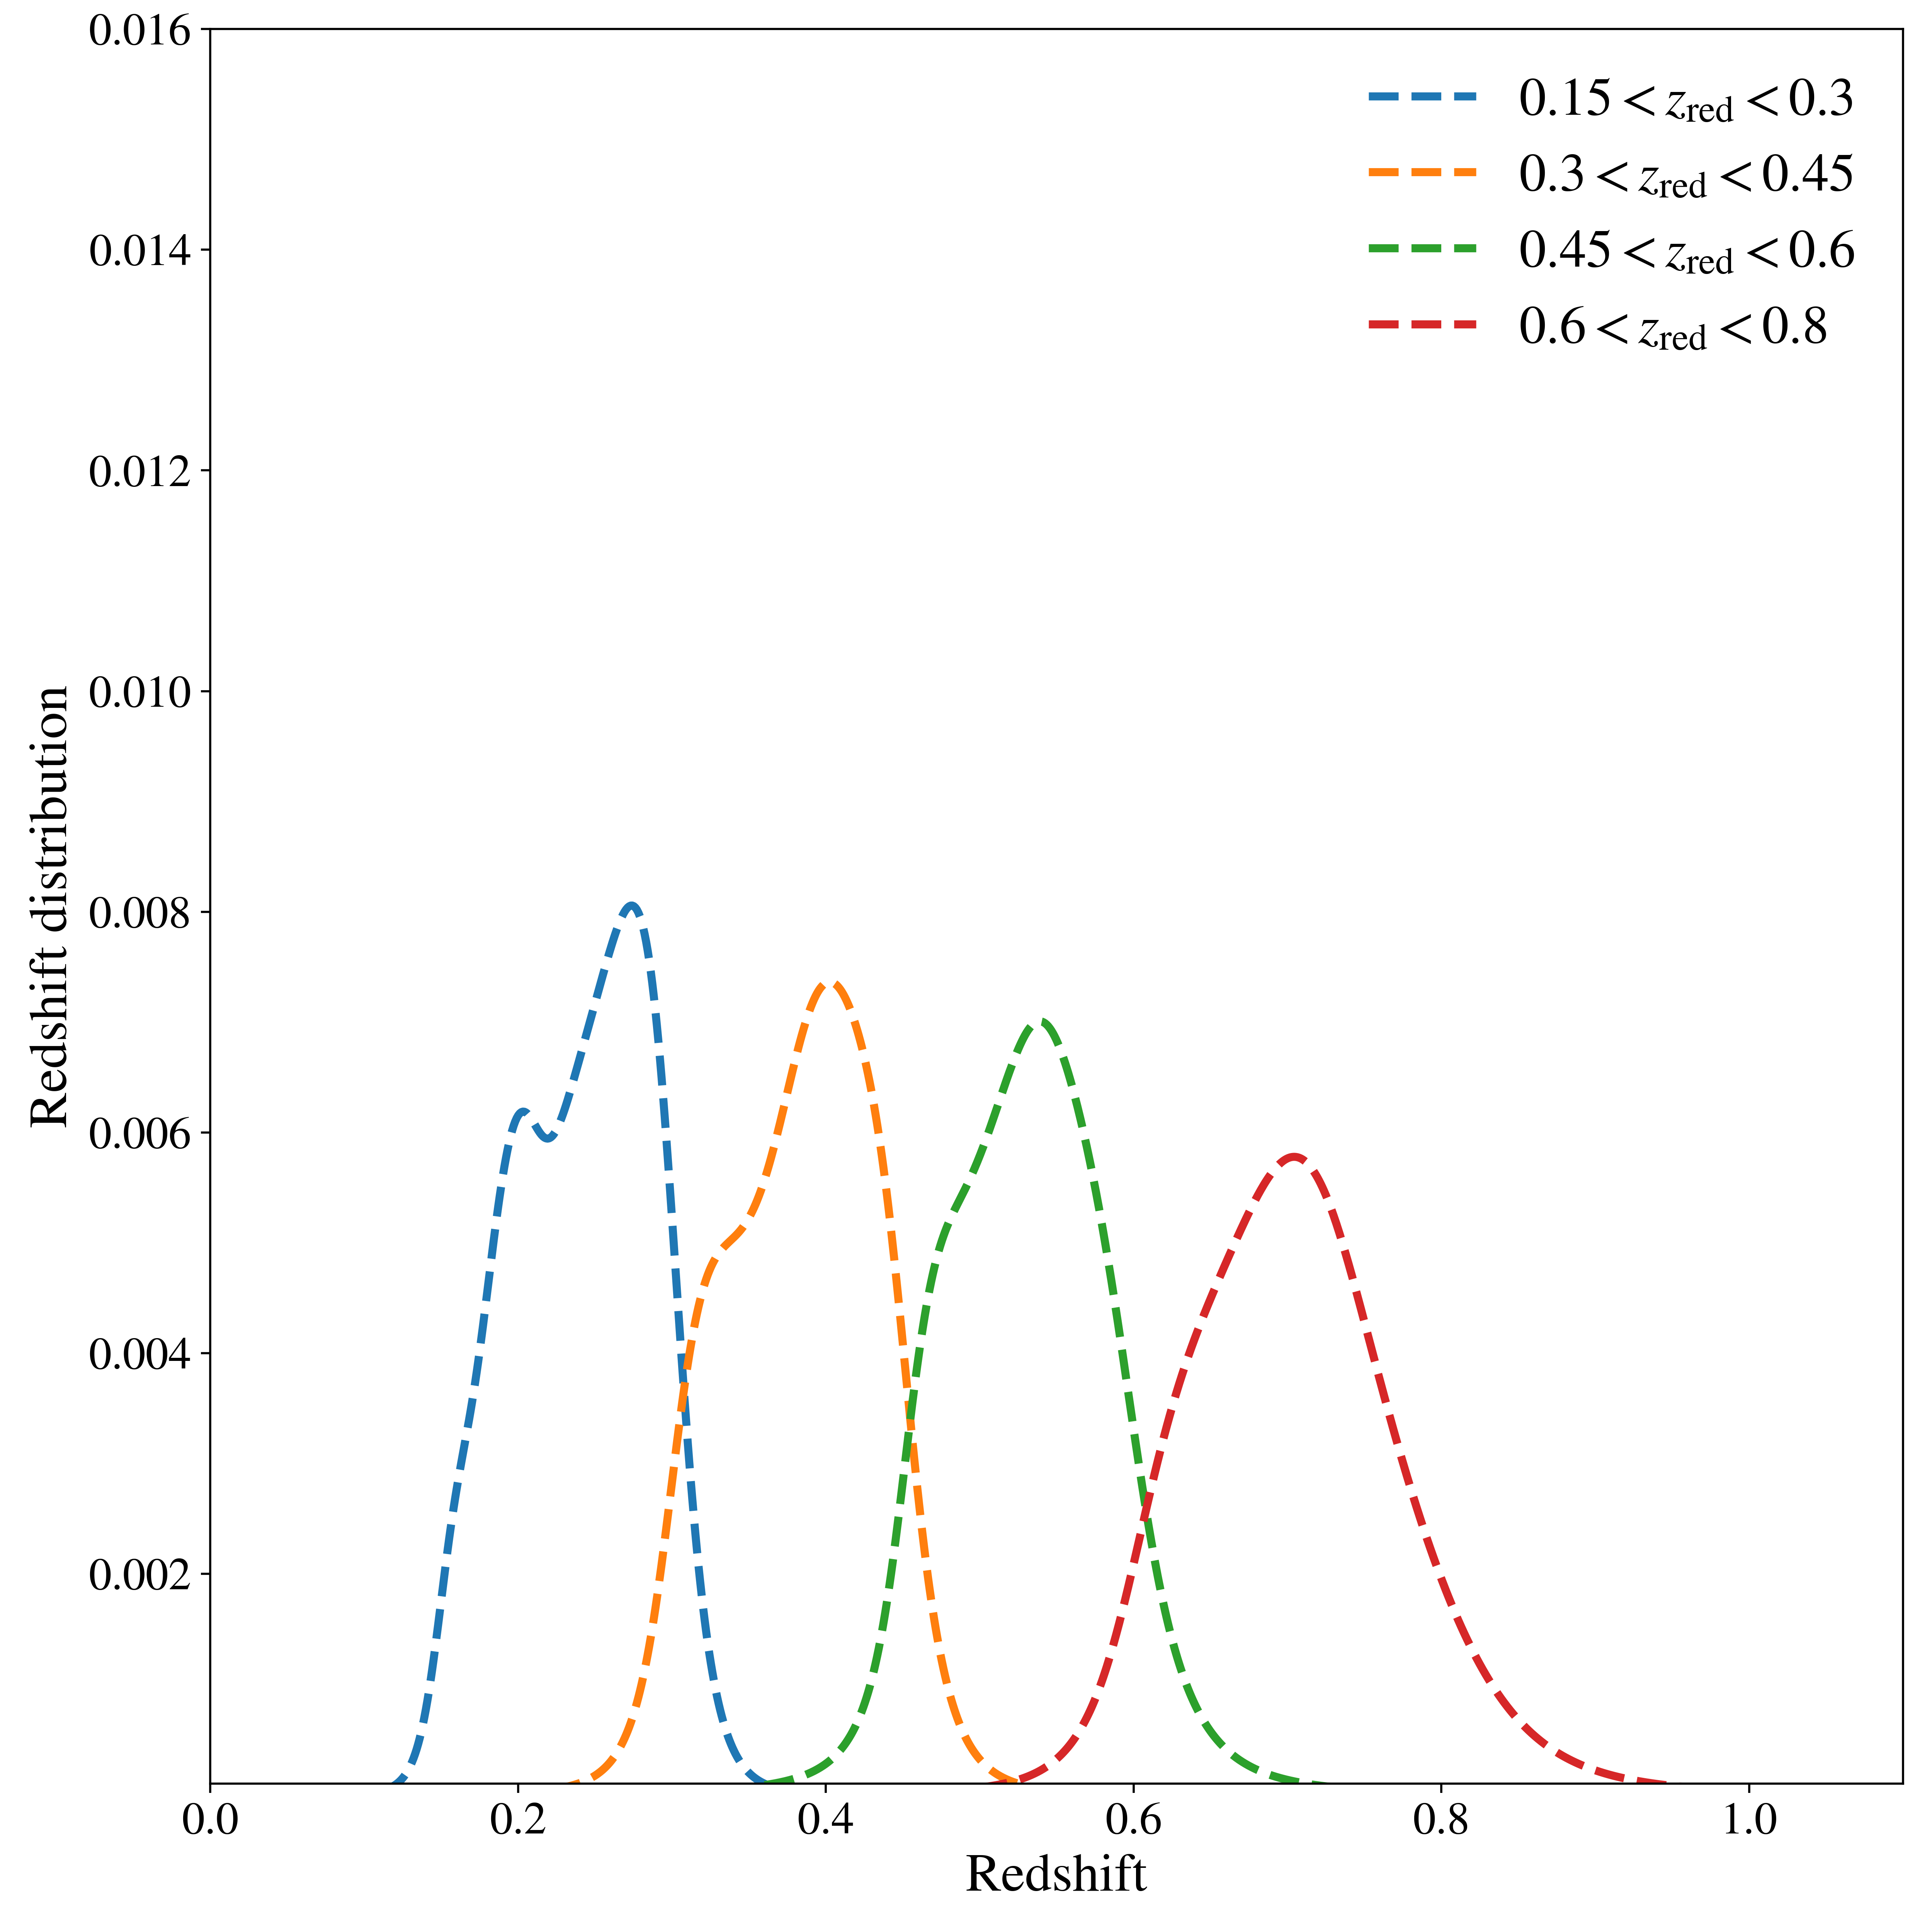 0.016
0.014
0.012
0.010
0.008
0.006
0.004
0.002
Redshift distribution
0.15 < z_red < 0.3
0.3 < z_red < 0.45
0.45 < z_red < 0.6
0.6 < z_red < 0.8
0.0 0.2 0.4 0.6 0.8 1.0
Redshift